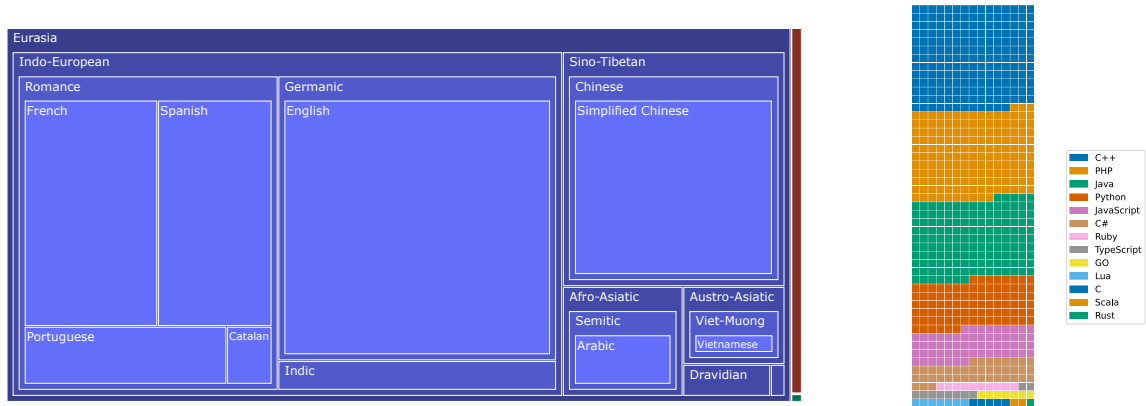 Eurasia
Indo-European
Sino-Tibetan
Romance
Germanic
Chinese
French
Spanish
English
Simplified Chinese
Afro-Asiatic
Austro-Asiatic
Semitic
Viet-Muong
Portuguese
Catalan
Arabic
Vietnamese
Indic
Dravidian
C++
PHP
Java
Python
JavaScript
C#
Ruby
TypeScript
GO
Lua
C
Scala
Rust